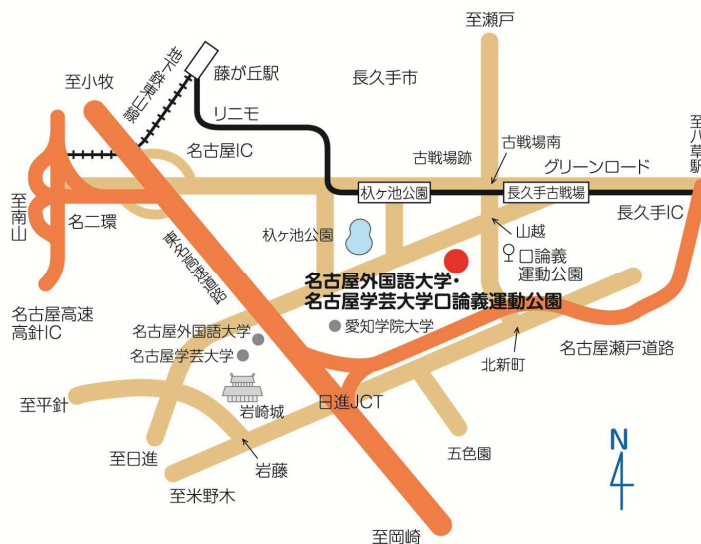 至瀬戸
藤が丘駅
長久手市
至小牧
地下鉄東山線
リニモ
至八草駅
古戦場南
名古屋IC
古戦場跡
グリーンロード
杁ヶ池公園
長久手古戦場
至南山
名二環
長久手IC
山越
杁ヶ池公園
口論義
運動公園
東名高速道路
名古屋外国語大学・
名古屋学芸大学口論義運動公園
名古屋高速
高針IC
名古屋外国語大学
愛知学院大学
名古屋学芸大学
名古屋瀬戸道路
北新町
至平針
岩崎城
日進JCT
N
至日進
岩藤
五色園
至米野木
至岡崎